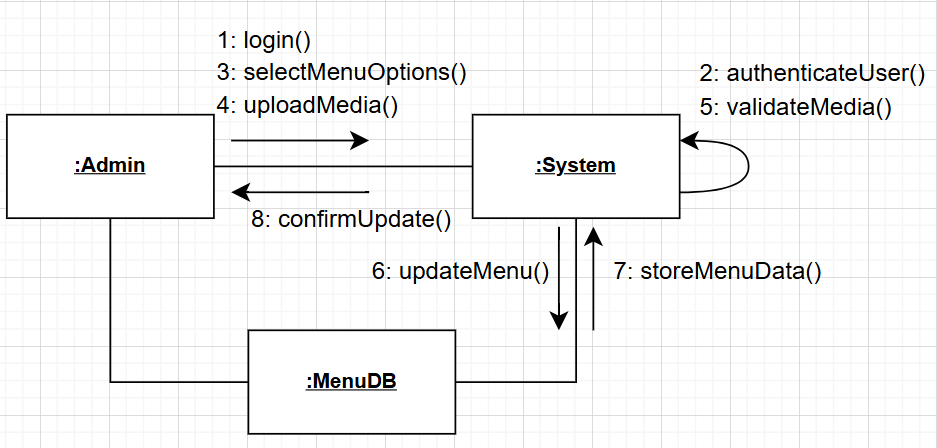 1: login()
3: selectMenuOptions()
4: uploadMedia()
2: authenticateUser()
5: validateMedia()
:Admin
:System
8: confirmUpdate()
6: updateMenu()
7: storeMenuData()
:MenuDB